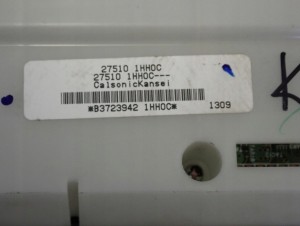 27510 1HH0C
27510 1HH0C---
CalsonicKansei
*B3723942 1HH0C*
1309
K